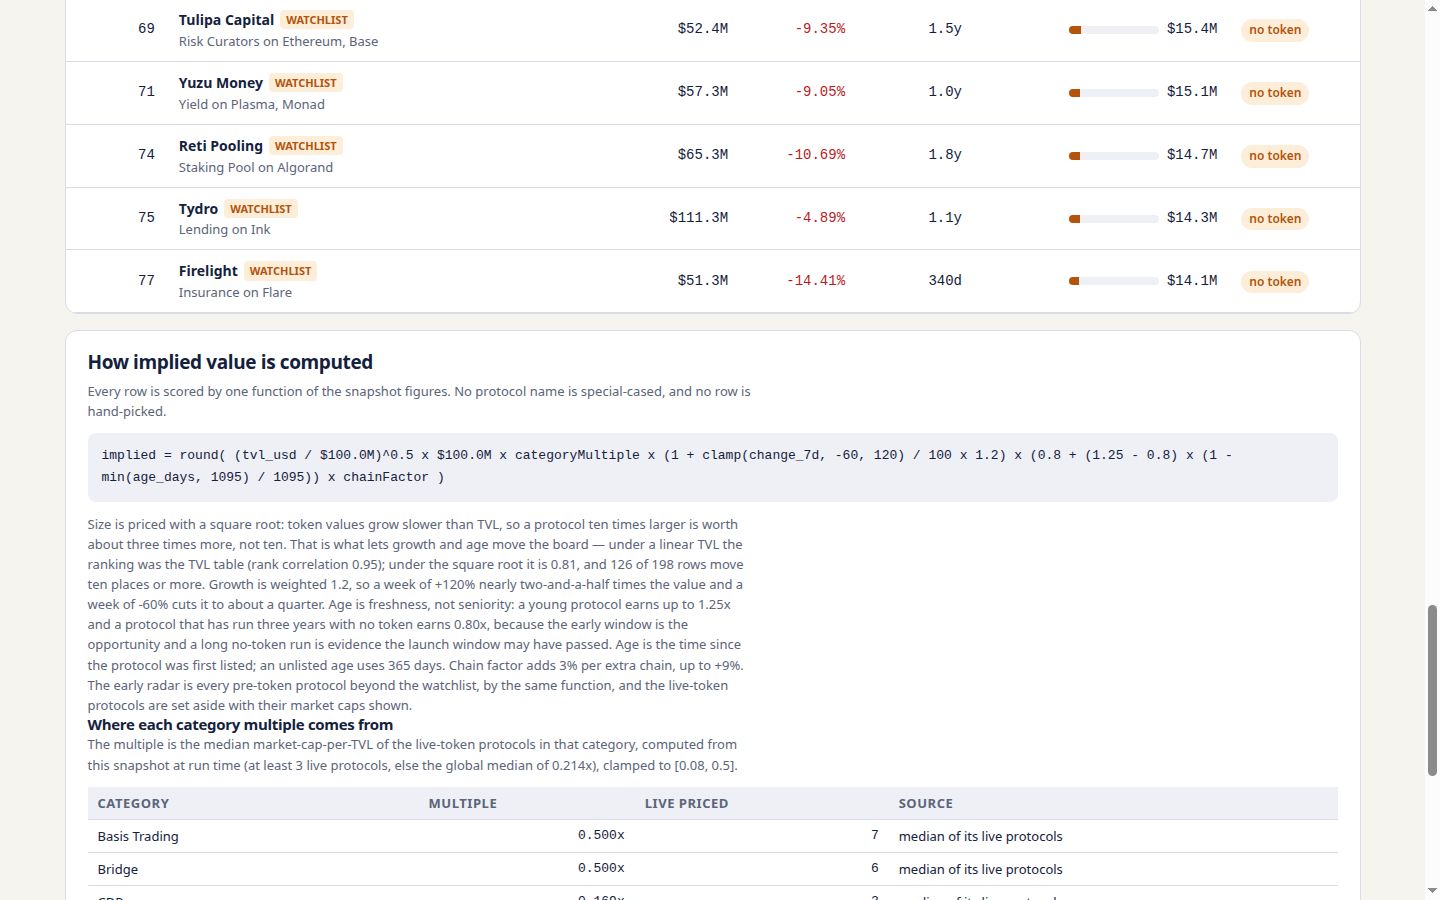 69 Tulipa Capital WATCHLIST $52.4M -9.35% 1.5y $15.4M no token
Risk Curators on Ethereum, Base
71 Yuzu Money WATCHLIST $57.3M -9.05% 1.0y $15.1M no token
Yield on Plasma, Monad
74 Reti Pooling WATCHLIST $65.3M -10.69% 1.8y $14.7M no token
Staking Pool on Algorand
75 Tydro WATCHLIST $111.3M -4.89% 1.1y $14.3M no token
Lending on Ink
77 Firelight WATCHLIST $51.3M -14.41% 340d $14.1M no token
Insurance on Flare
How implied value is computed
Every row is scored by one function of the snapshot figures. No protocol name is special-cased, and no row is
hand-picked.
implied = round( (tvl_usd / $100.0M)^0.5 x $100.0M x categoryMultiple x (1 + clamp(change_7d, -60, 120) / 100 x 1.2) x (0.8 + (1.25 - 0.8) x (1 -
min(age_days, 1095) / 1095)) x chainFactor )
Size is priced with a square root: token values grow slower than TVL, so a protocol ten times larger is worth
about three times more, not ten. That is what lets growth and age move the board — under a linear TVL the
ranking was the TVL table (rank correlation 0.95); under the square root it is 0.81, and 126 of 198 rows move
ten places or more. Growth is weighted 1.2, so a week of +120% nearly two-and-a-half times the value and a
week of -60% cuts it to about a quarter. Age is freshness, not seniority: a young protocol earns up to 1.25x
and a protocol that has run three years with no token earns 0.80x, because the early window is the
opportunity and a long no-token run is evidence the launch window may have passed. Age is the time since
the protocol was first listed; an unlisted age uses 365 days. Chain factor adds 3% per extra chain, up to +9%.
The early radar is every pre-token protocol beyond the watchlist, by the same function, and the live-token
protocols are set aside with their market caps shown.
Where each category multiple comes from
The multiple is the median market-cap-per-TVL of the live-token protocols in that category, computed from
this snapshot at run time (at least 3 live protocols, else the global median of 0.214x), clamped to [0.08, 0.5].
CATEGORY MULTIPLE LIVE PRICED SOURCE
Basis Trading 0.500x 7 median of its live protocols
Bridge 0.500x 6 median of its live protocols